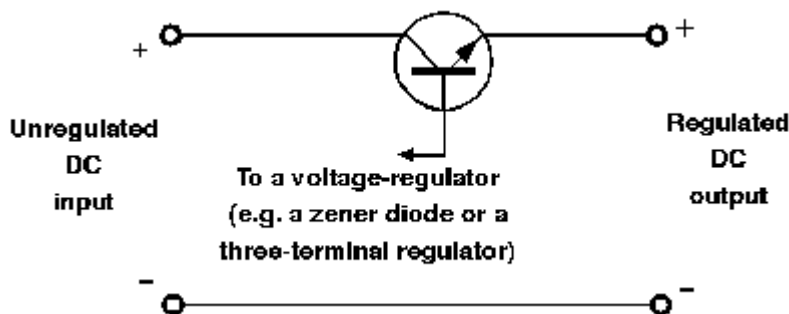 +
+
Unregulated
DC
input
Regulated
DC
output
To a voltage-regulator
(e.g. a zener diode or a
three-terminal regulator)
-
-